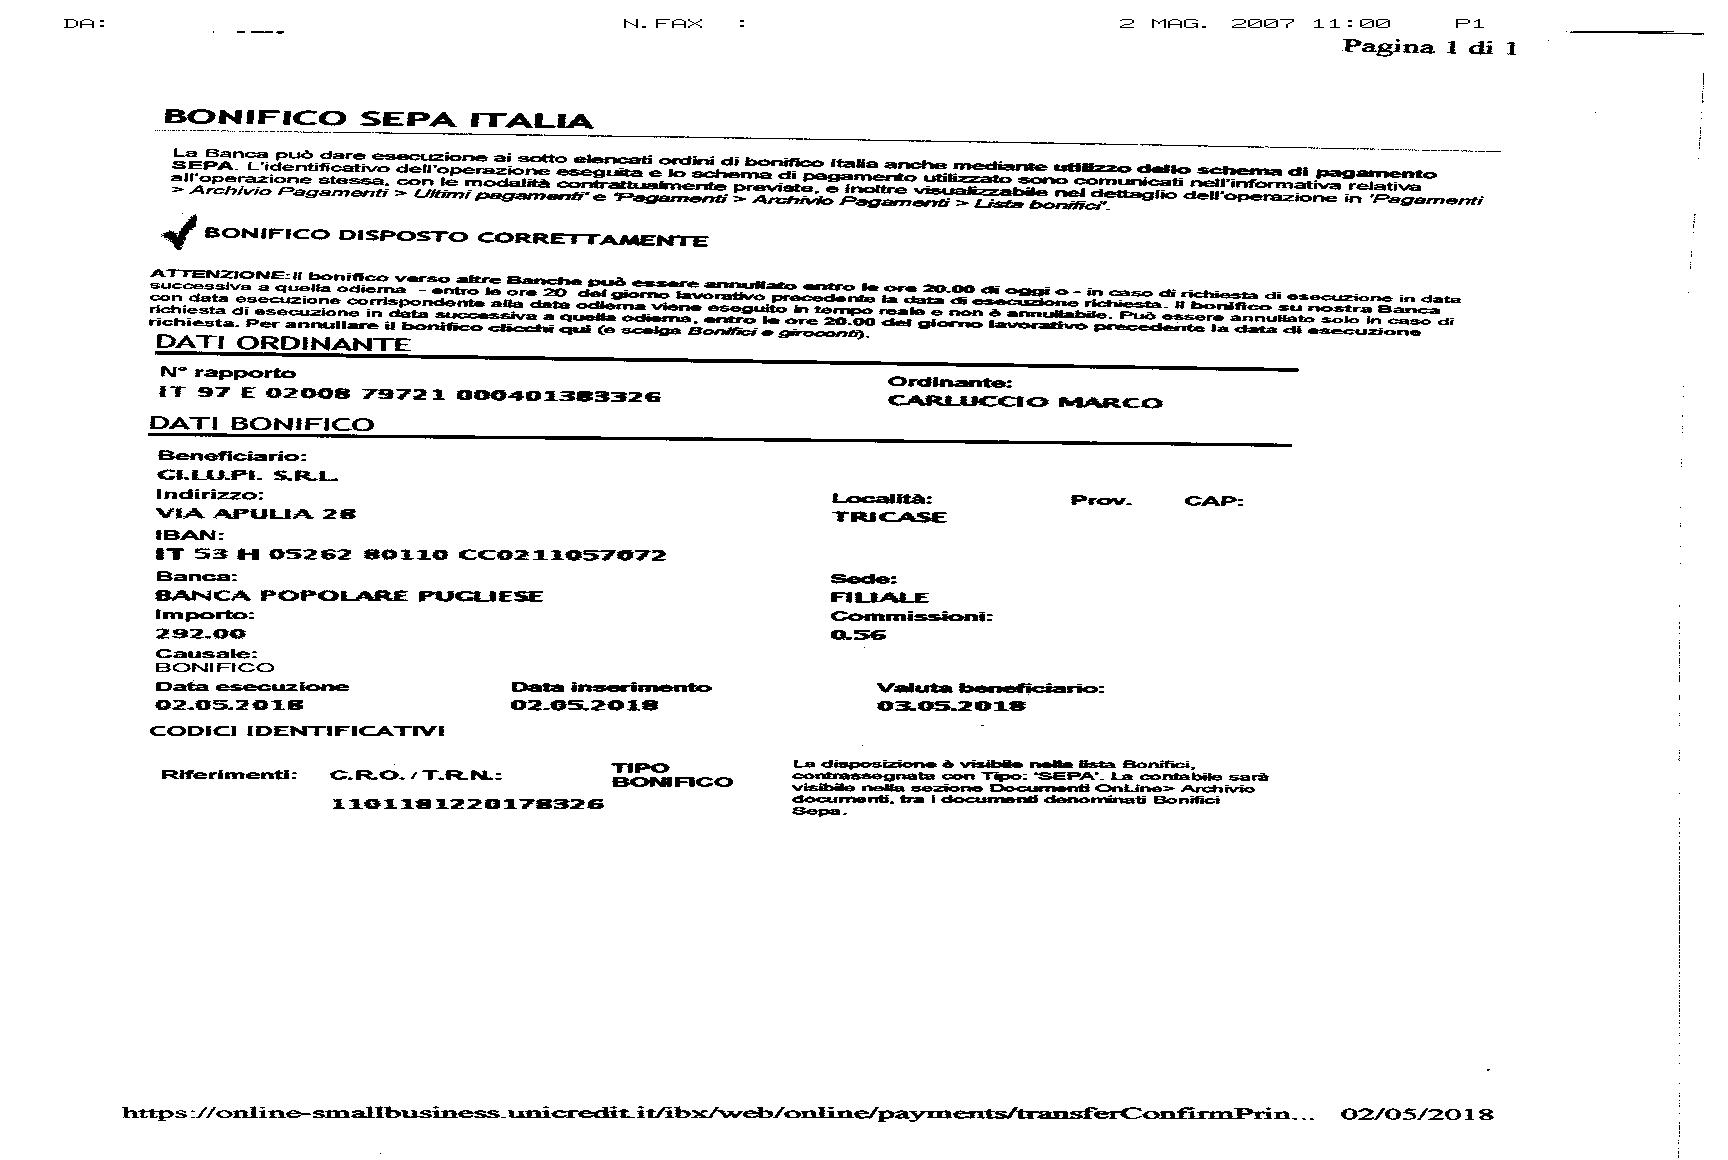 DA: N.FAX : 2 MAG. 2007 11:00 P1
Pagina 1 di 1
BONIFICO SEPA ITALIA
La Banca può dare esecuzione ai sotto elencati ordini di bonifico Italia anche mediante utilizzo dello schema di pagamento
SEPA. L'identificativo dell'operazione eseguita e lo schema di pagamento utilizzato sono comunicati nell'informativa relativa
all'operazione stessa, con le modalità contrattualmente previste, e inoltre visualizzabile nel dettaglio dell'operazione in 'Pagamenti
> Archivio Pagamenti > Ultimi pagamenti' e 'Pagamenti > Archivio Pagamenti > Lista bonifici'.
BONIFICO DISPOSTO CORRETTAMENTE
ATTENZIONE:Il bonifico verso altre Banche può essere annullato entro le ore 20.00 di oggi o - in caso di richiesta di esecuzione in data
successiva a quella odierna - entro le ore 20 del giorno lavorativo precedente la data di esecuzione richiesta. Il bonifico su nostra Banca
con data esecuzione corrispondente alla data odierna viene eseguito in tempo reale e non è annullabile. Può essere annullato solo in caso di
richiesta di esecuzione in data successiva a quella odierna, entro le ore 20.00 del giorno lavorativo precedente la data di esecuzione
richiesta. Per annullare il bonifico clicchi qui (e scelga Bonifici e giroconti).
DATI ORDINANTE
N° rapporto Ordinante:
IT 97 E 02008 79721 000401383326 CARLUCCIO MARCO
DATI BONIFICO
Beneficiario:
CI.LU.PI. S.R.L.
Indirizzo: Località: Prov. CAP:
VIA APULIA 28 TRICASE
IBAN:
IT 53 H 05262 80110 CC0211057072
Banca: Sede:
BANCA POPOLARE PUGLIESE FILIALE
Importo: Commissioni:
292.00 0.56
Causale:
BONIFICO
Data esecuzione Data inserimento Valuta beneficiario:
02.05.2018 02.05.2018 03.05.2018
CODICI IDENTIFICATIVI
Riferimenti: C.R.O./T.R.N.: TIPO BONIFICO
1101181220178326
La disposizione è visibile nella lista Bonifici,
contrassegnata con Tipo: 'SEPA'. La contabile sarà
visibile nella sezione Documenti OnLine> Archivio
documenti, tra i documenti denominati Bonifici
Sepa.
https://online-smallbusiness.unicredit.it/ibx/web/online/payments/transferConfirmPrin... 02/05/2018